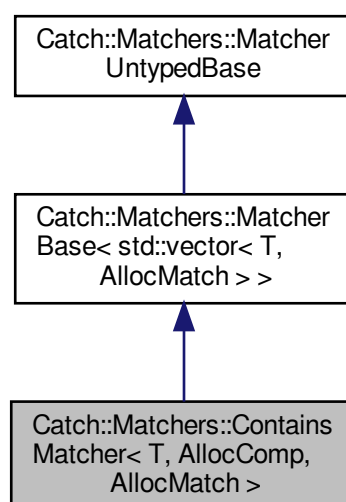 Catch::Matchers::Matcher
UntypedBase
Catch::Matchers::Matcher
Base< std::vector< T,
AllocMatch > >
Catch::Matchers::Contains
Matcher< T, AllocComp,
AllocMatch >